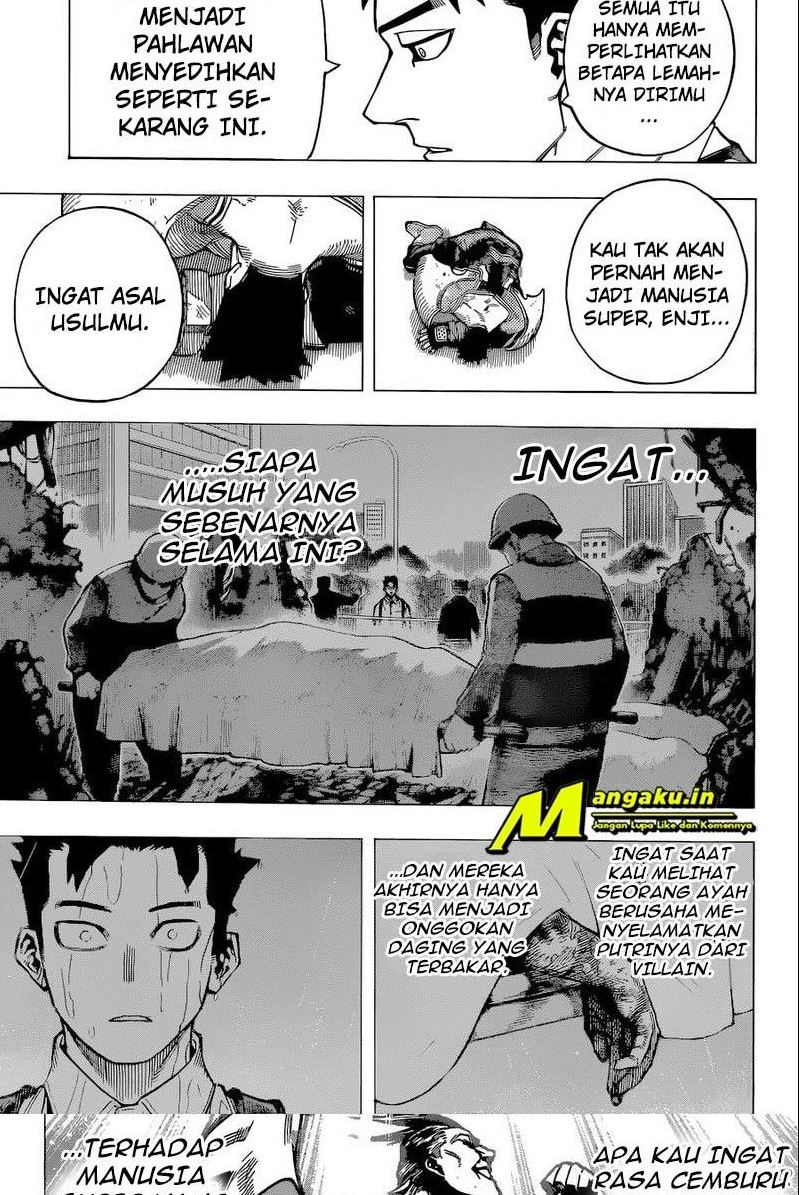 SEMUA ITU
HANYA MEM-
PERLIHATKAN
BETAPA LEMAH-
NYA DIRIMU
...
MENJADI
PAHLAWAN
MENYEDIHKAN
SEPERTI SE-
KARANG INI.
KAU TAK AKAN
PERNAH MEN-
JADI MANUSIA
SUPER, ENJI...
INGAT ASAL
USULMU.
INGAT...
.....SIAPA
MUSUH YANG
SEBENARNYA
SELAMA INI?
Mangaku.in
Jangan Lupa Like dan Komennya
INGAT SAAT
KAU MELIHAT
SEORANG AYAH
BERUSAHA ME-
NYELAMATKAN
PUTRINYA DARI
VILLAIN.
...DAN MEREKA
AKHIRNYA HANYA
BISA MENJADI
ONGGOKAN
DAGING YANG
TERBAKAR.
APA KAU INGAT
RASA CEMBURU
...TERHADAP
MANUSIA